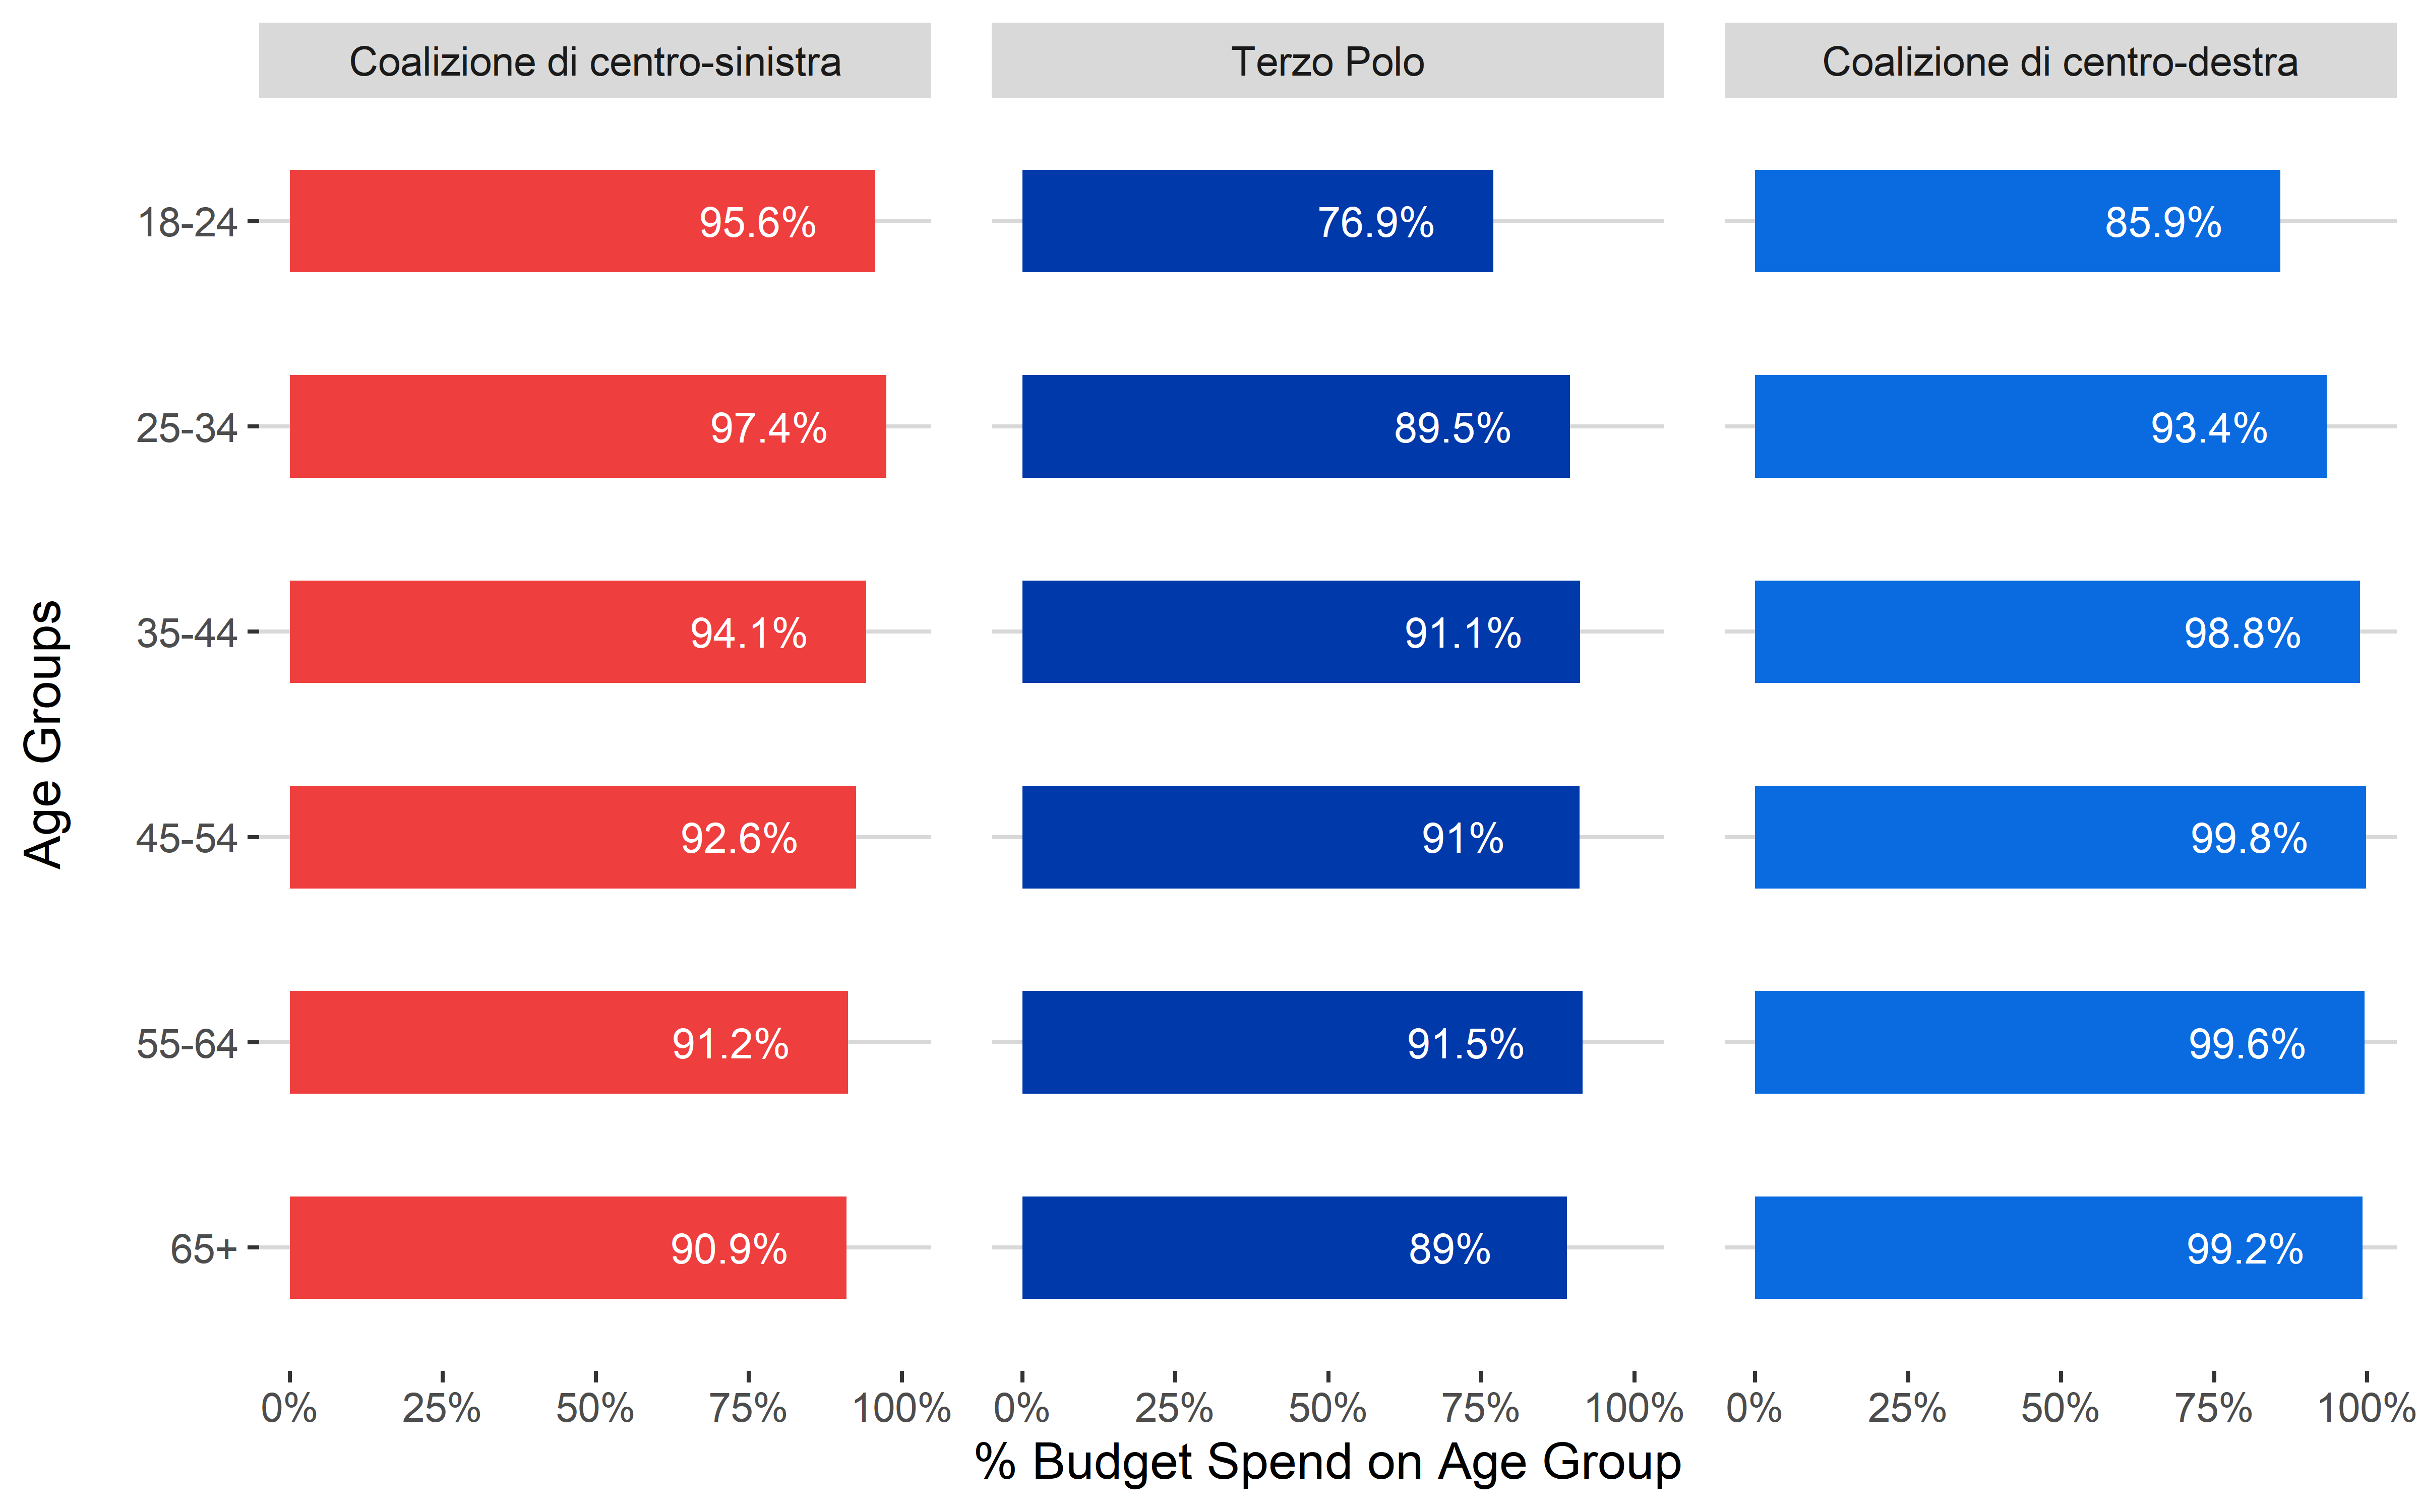 Coalizione di centro-sinistra Terzo Polo Coalizione di centro-destra
18-24 95.6% 76.9% 85.9%
25-34 97.4% 89.5% 93.4%
35-44 94.1% 91.1% 98.8%
Age Groups
45-54 92.6% 91% 99.8%
55-64 91.2% 91.5% 99.6%
65+ 90.9% 89% 99.2%
0% 25% 50% 75% 100% 0% 25% 50% 75% 100% 0% 25% 50% 75% 100%
% Budget Spend on Age Group